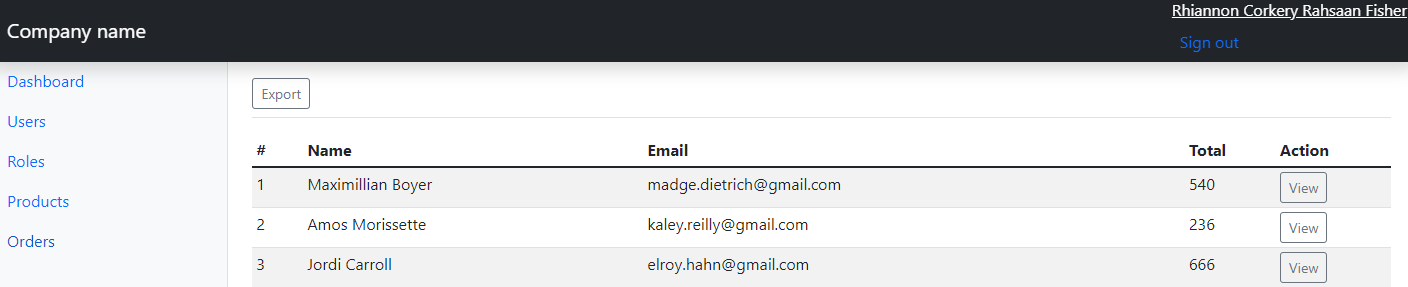 Rhiannon Corkery Rahsaan Fisher
Company name
Sign out
Dashboard
Users
Roles
Products
Orders
Export
# Name Email Total Action
1 Maximillian Boyer madge.dietrich@gmail.com 540 View
2 Amos Morissette kaley.reilly@gmail.com 236 View
3 Jordi Carroll elroy.hahn@gmail.com 666 View